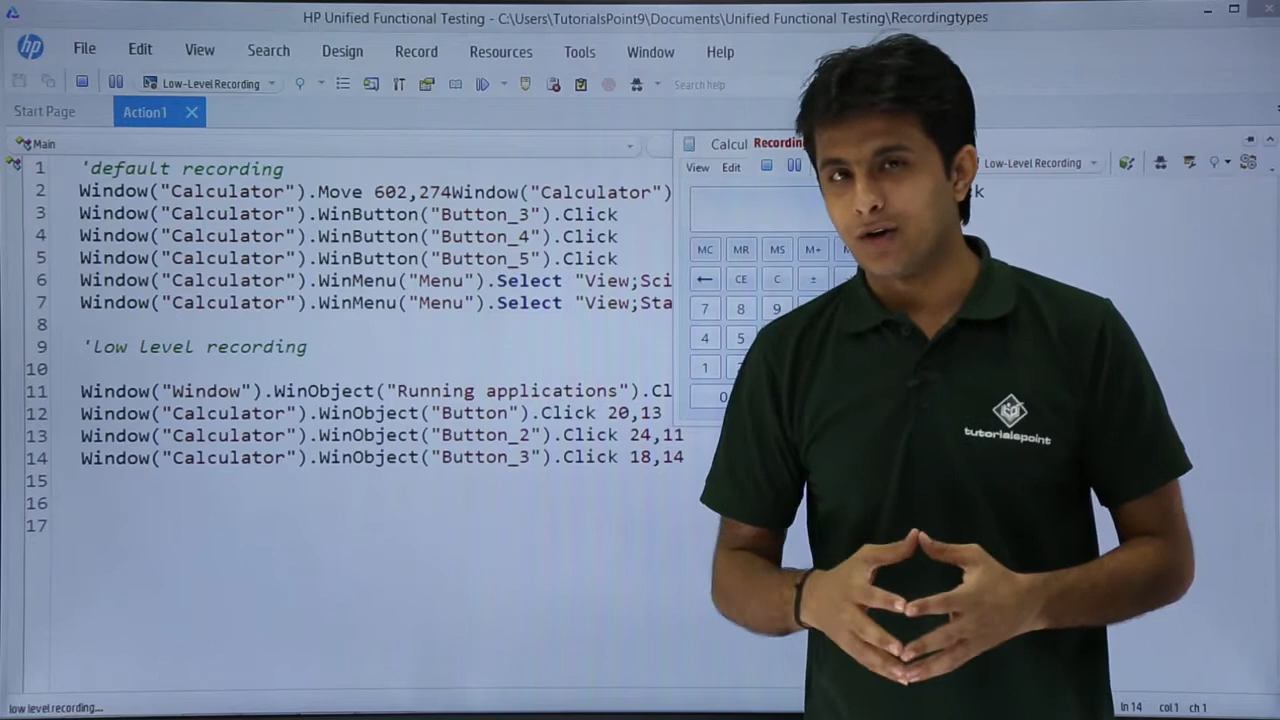 HP Unified Functional Testing - C:\Users\TutorialsPoint9\Documents\Unified Functional Testing\Recordingtypes
hp File Edit View Search Design Record Resources Tools Window Help
Low-Level Recording Search help
Start Page Action1
Main
1 'default recording
2 Window("Calculator").Move 602,274Window("Calculator")
3 Window("Calculator").WinButton("Button_3").Click
4 Window("Calculator").WinButton("Button_4").Click
5 Window("Calculator").WinButton("Button_5").Click
6 Window("Calculator").WinMenu("Menu").Select "View;Sci
7 Window("Calculator").WinMenu("Menu").Select "View;Sta
8
9 'low level recording
10
11 Window("Window").WinObject("Running applications").Cl
12 Window("Calculator").WinObject("Button").Click 20,13
13 Window("Calculator").WinObject("Button_2").Click 24,11
14 Window("Calculator").WinObject("Button_3").Click 18,14
15
16
17
Calcul Recordin
View Edit Low-Level Recording
k
MC MR MS M+
← CE C ±
7 8 9
4 5
1
0
tutorialspoint
low level recording...
ln 14 col 1 ch 1